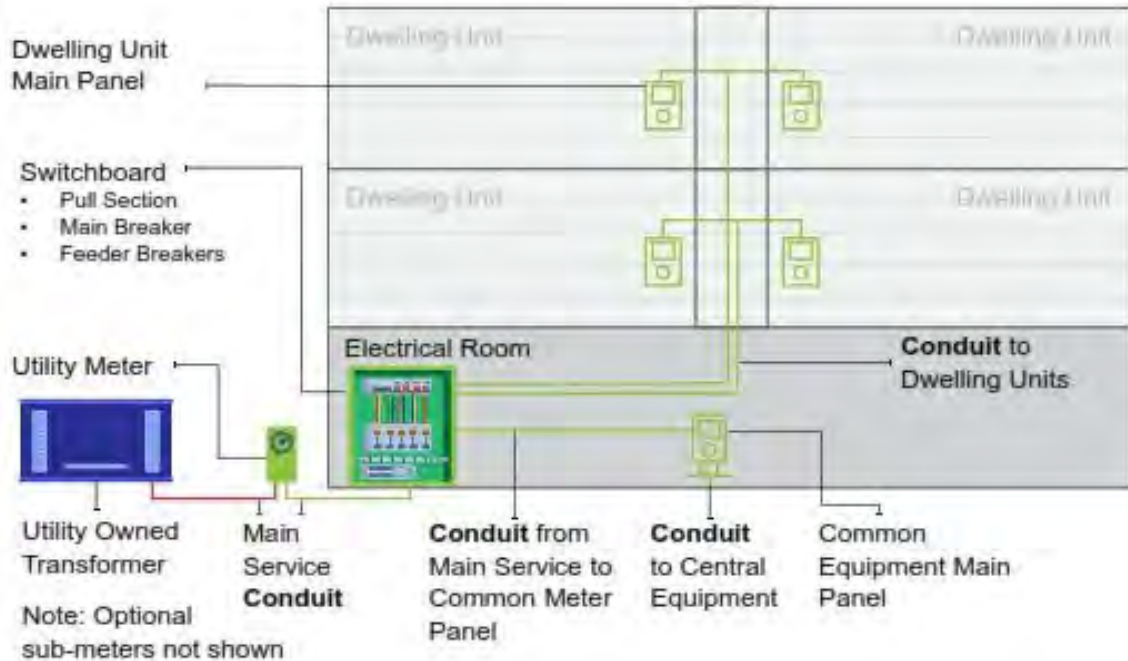 Dwelling Unit
Main Panel
Dwelling Unit
Dwelling Unit
Switchboard
• Pull Section
• Main Breaker
• Feeder Breakers
Dwelling Unit
Dwelling Unit
Utility Meter
Electrical Room
Conduit to
Dwelling Units
Utility Owned
Transformer
Note: Optional
sub-meters not shown
Main
Service
Conduit
Conduit from
Main Service to
Common Meter
Panel
Conduit
to Central
Equipment
Common
Equipment Main
Panel